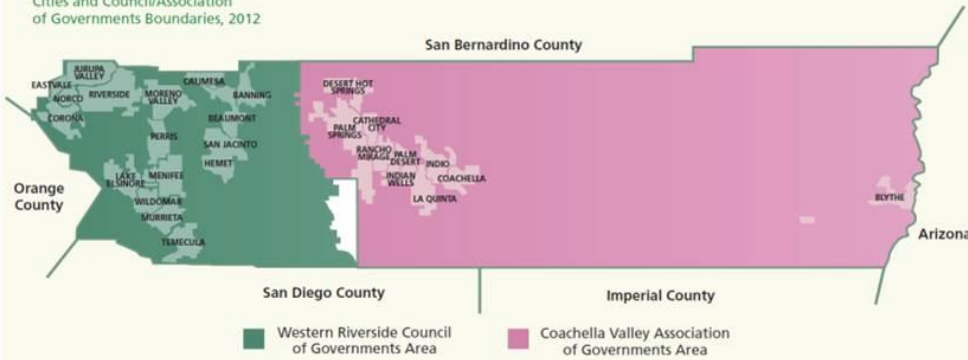 Cities and Council/Association
of Governments Boundaries, 2012
San Bernardino County
JURUPA
VALLEY
EASTVALE
NORCO
RIVERSIDE
CORONA
MORENO
VALLEY
CALIMESA
BANNING
BEAUMONT
PERRIS
SAN JACINTO
HEMET
LAKE
ELSINORE
MENIFEE
WILDOMAR
MURRIETA
TEMECULA
DESERT HOT
SPRINGS
CATHEDRAL
CITY
PALM
SPRINGS
RANCHO
MIRAGE
PALM
DESERT
INDIO
INDIAN
WELLS
COACHELLA
LA QUINTA
BLYTHE
Orange
County
Arizona
San Diego County
Imperial County
Western Riverside Council
of Governments Area
Coachella Valley Association
of Governments Area